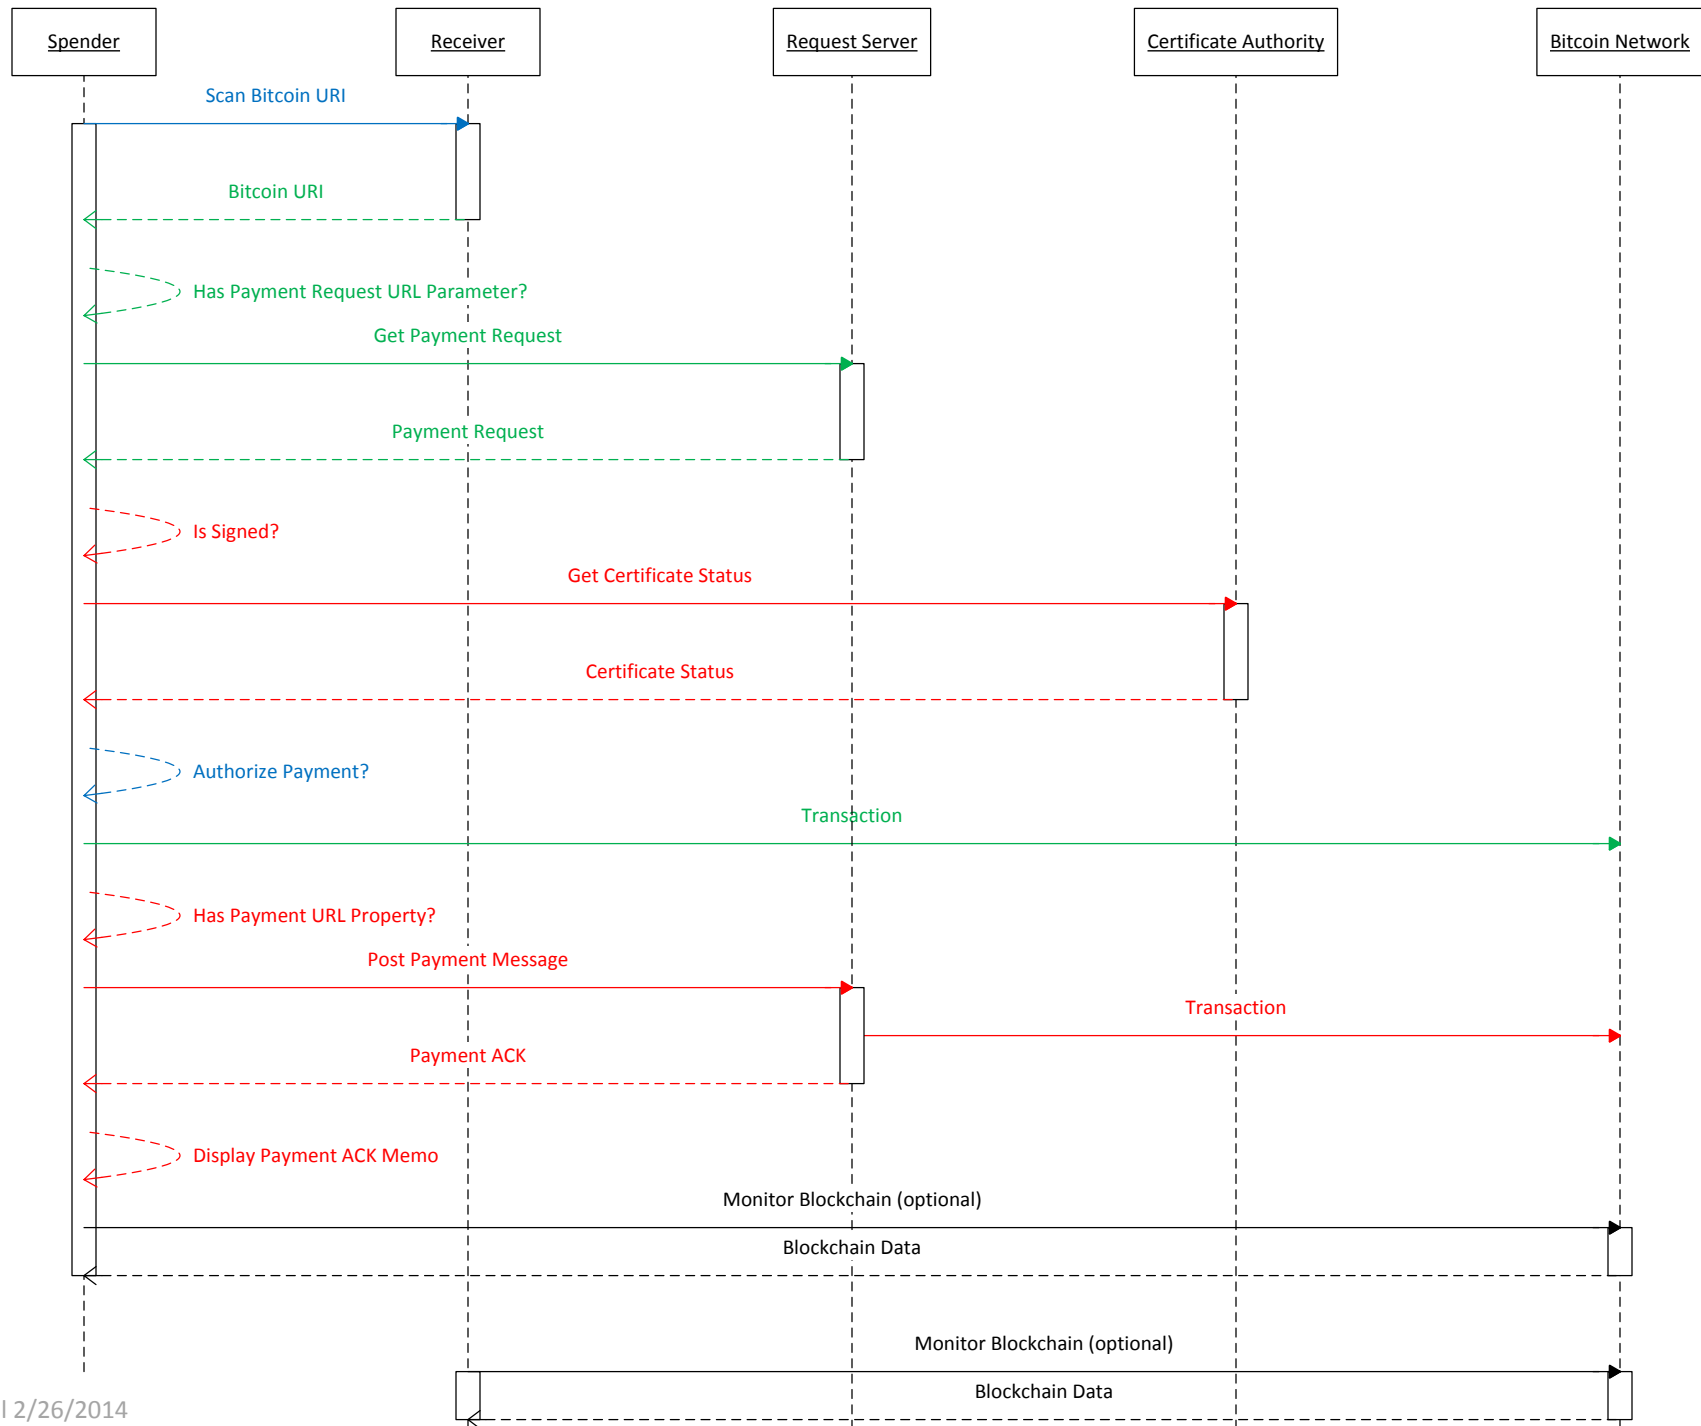 Spender
Receiver
Request Server
Certificate Authority
Bitcoin Network
Scan Bitcoin URI
Bitcoin URI
Has Payment Request URL Parameter?
Get Payment Request
Payment Request
Is Signed?
Get Certificate Status
Certificate Status
Authorize Payment?
Transaction
Has Payment URL Property?
Post Payment Message
Transaction
Payment ACK
Display Payment ACK Memo
Monitor Blockchain (optional)
Blockchain Data
Monitor Blockchain (optional)
Blockchain Data
2/26/2014